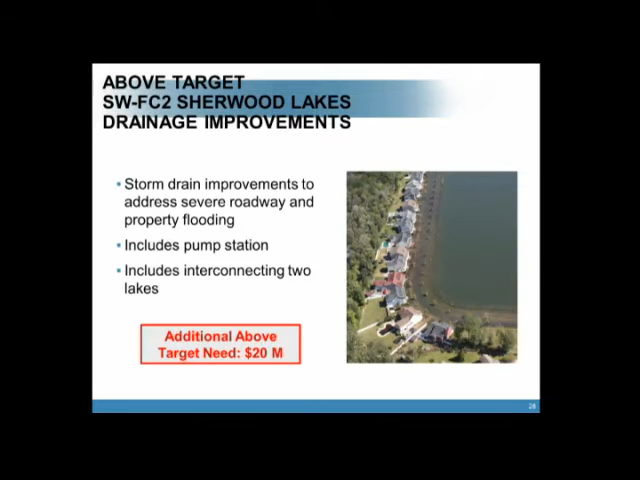 ABOVE TARGET
SW-FC2 SHERWOOD LAKES
DRAINAGE IMPROVEMENTS
▪ Storm drain improvements to
address severe roadway and
property flooding
▪ Includes pump station
▪ Includes interconnecting two
lakes
Additional Above
Target Need: $20 M
28